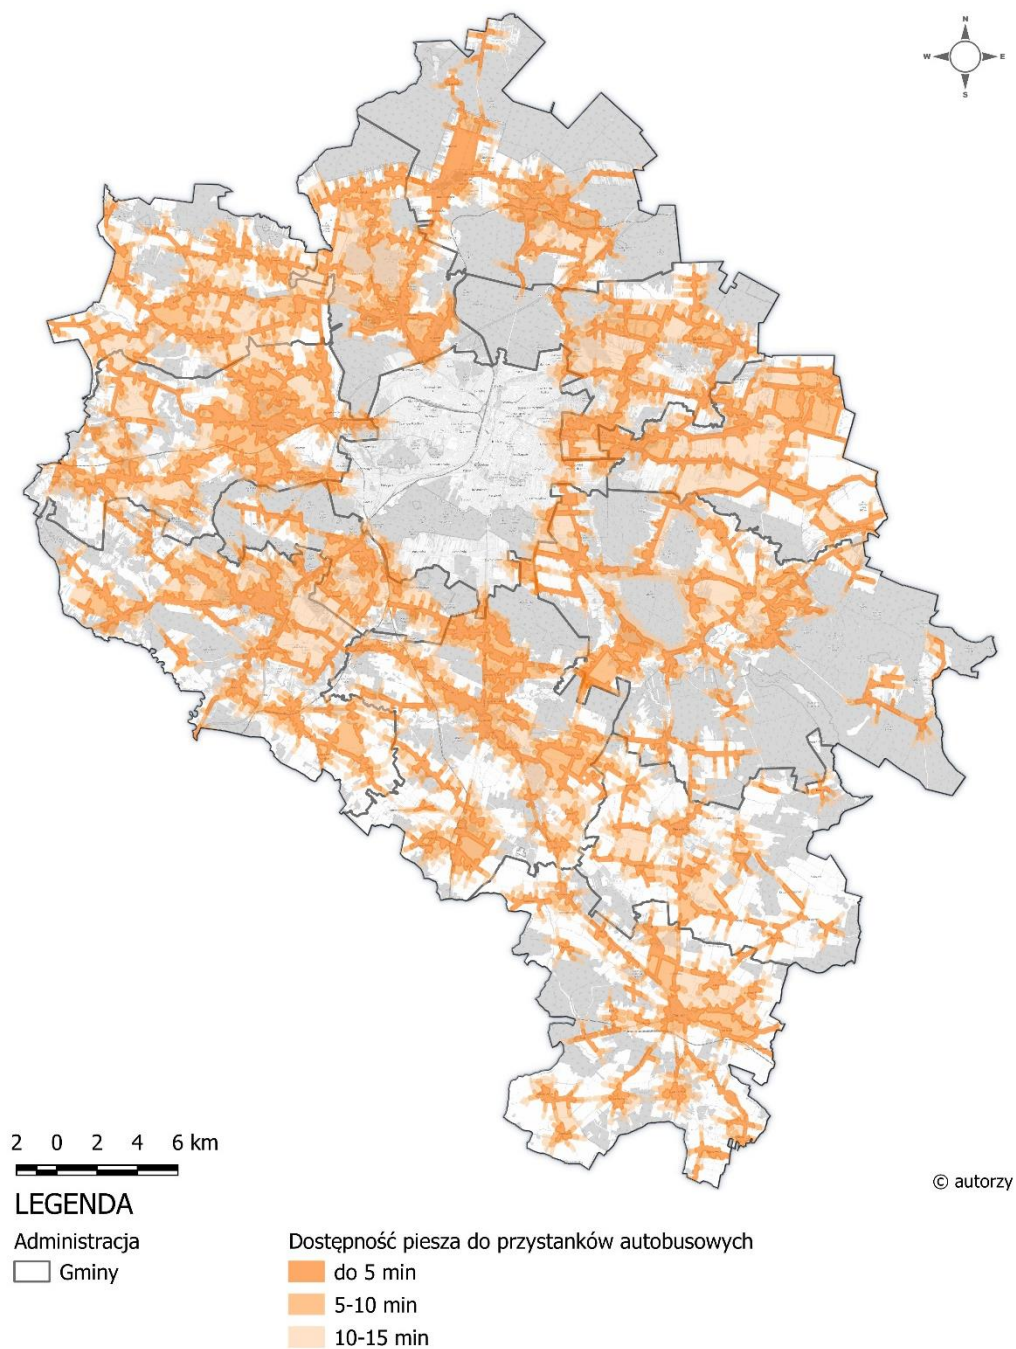 N
W E
S
2 0 2 4 6 km
© autorzy
LEGENDA
Administracja
Gminy
Dostępność piesza do przystanków autobusowych
do 5 min
5-10 min
10-15 min